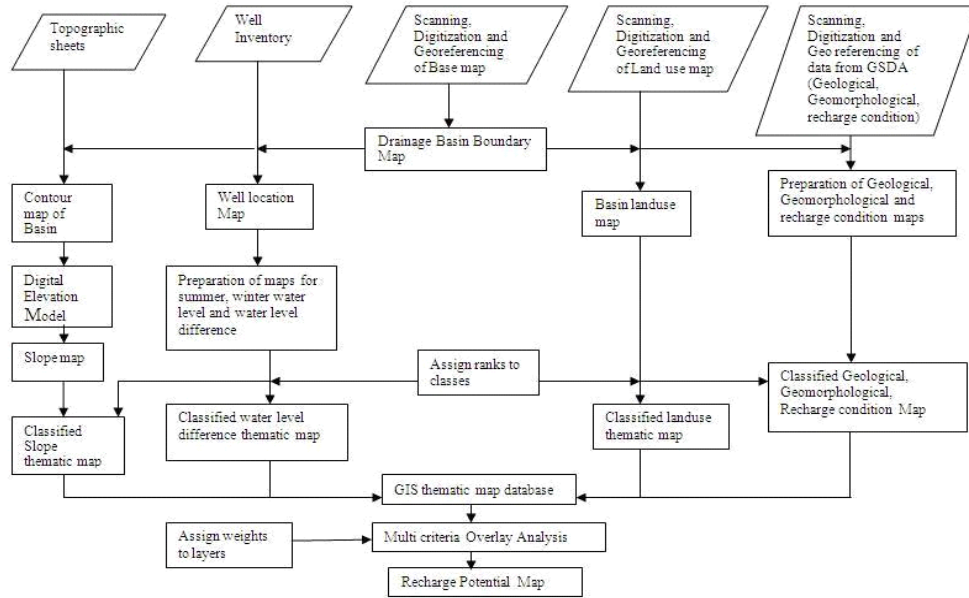 Topographic
sheets
Well
Inventory
Scanning,
Digitization and
Georeferencing
of Base map
Scanning,
Digitization and
Georeferencing
of Land use map
Scanning,
Digitization and
Geo referencing of
data from GSDA
(Geological,
Geomorphological,
recharge condition)
Drainage Basin Boundary
Map
Contour
map of
Basin
Well location
Map
Basin landuse
map
Preparation of Geological,
Geomorphological and
recharge condition maps
Digital
Elevation
Model
Preparation of maps for
summer, winter water
level and water level
difference
Slope map
Assign ranks to
classes
Classified Geological,
Geomorphological,
Recharge condition Map
Classified
Slope
thematic map
Classified water level
difference thematic map
Classified landuse
thematic map
GIS thematic map database
Assign weights
to layers
Multi criteria Overlay Analysis
Recharge Potential Map